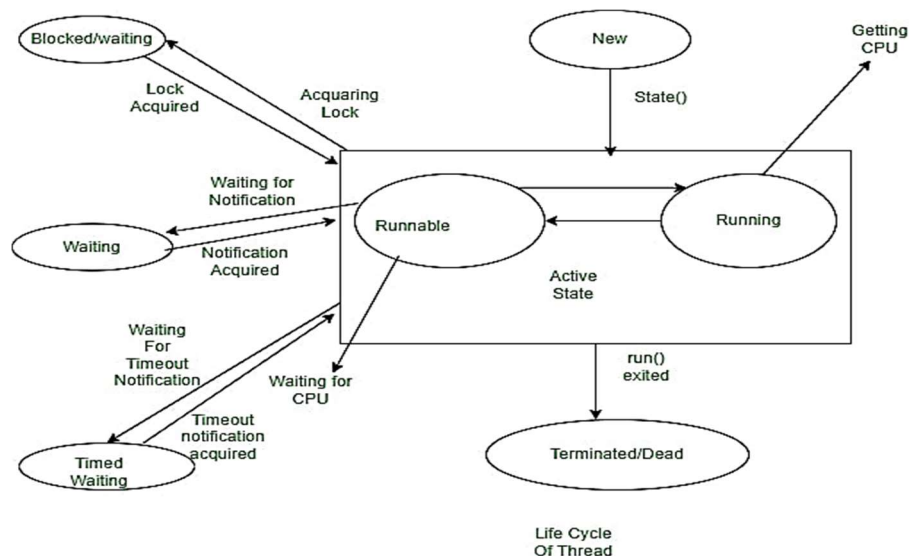 Blocked/waiting
New
Getting
CPU
Lock
Acquired
Acquaring
Lock
State()
Waiting for
Notification
Runnable
Running
Waiting
Notification
Acquired
Active
State
Waiting
For
Timeout
Notification
Waiting for
CPU
run()
exited
Timeout
notification
acquired
Timed
Waiting
Terminated/Dead
Life Cycle
Of Thread